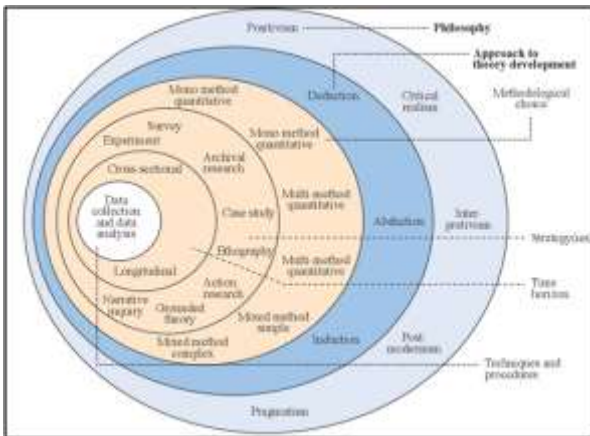 Positivism
Philosophy
Approach to
theory development
Mono method
quantitative
Deduction
Critical
realism
Methodological
choice
Survey
Experiment
Mono method
quantitative
Archival
research
Cross-sectional
Data
collection
and data
analysis
Multi-method
quantitative
Case study
Abduction
Inter-
pretivism
Strategy(ies)
Ethography
Multi-method
quantitative
Longitudinal
Action
research
Time
horizon
Narrative
inquiry
Grounded
theory
Mixed method
simple
Mixed method
complex
Induction
Post
modernism
Techniques and
procedures
Pragmatism